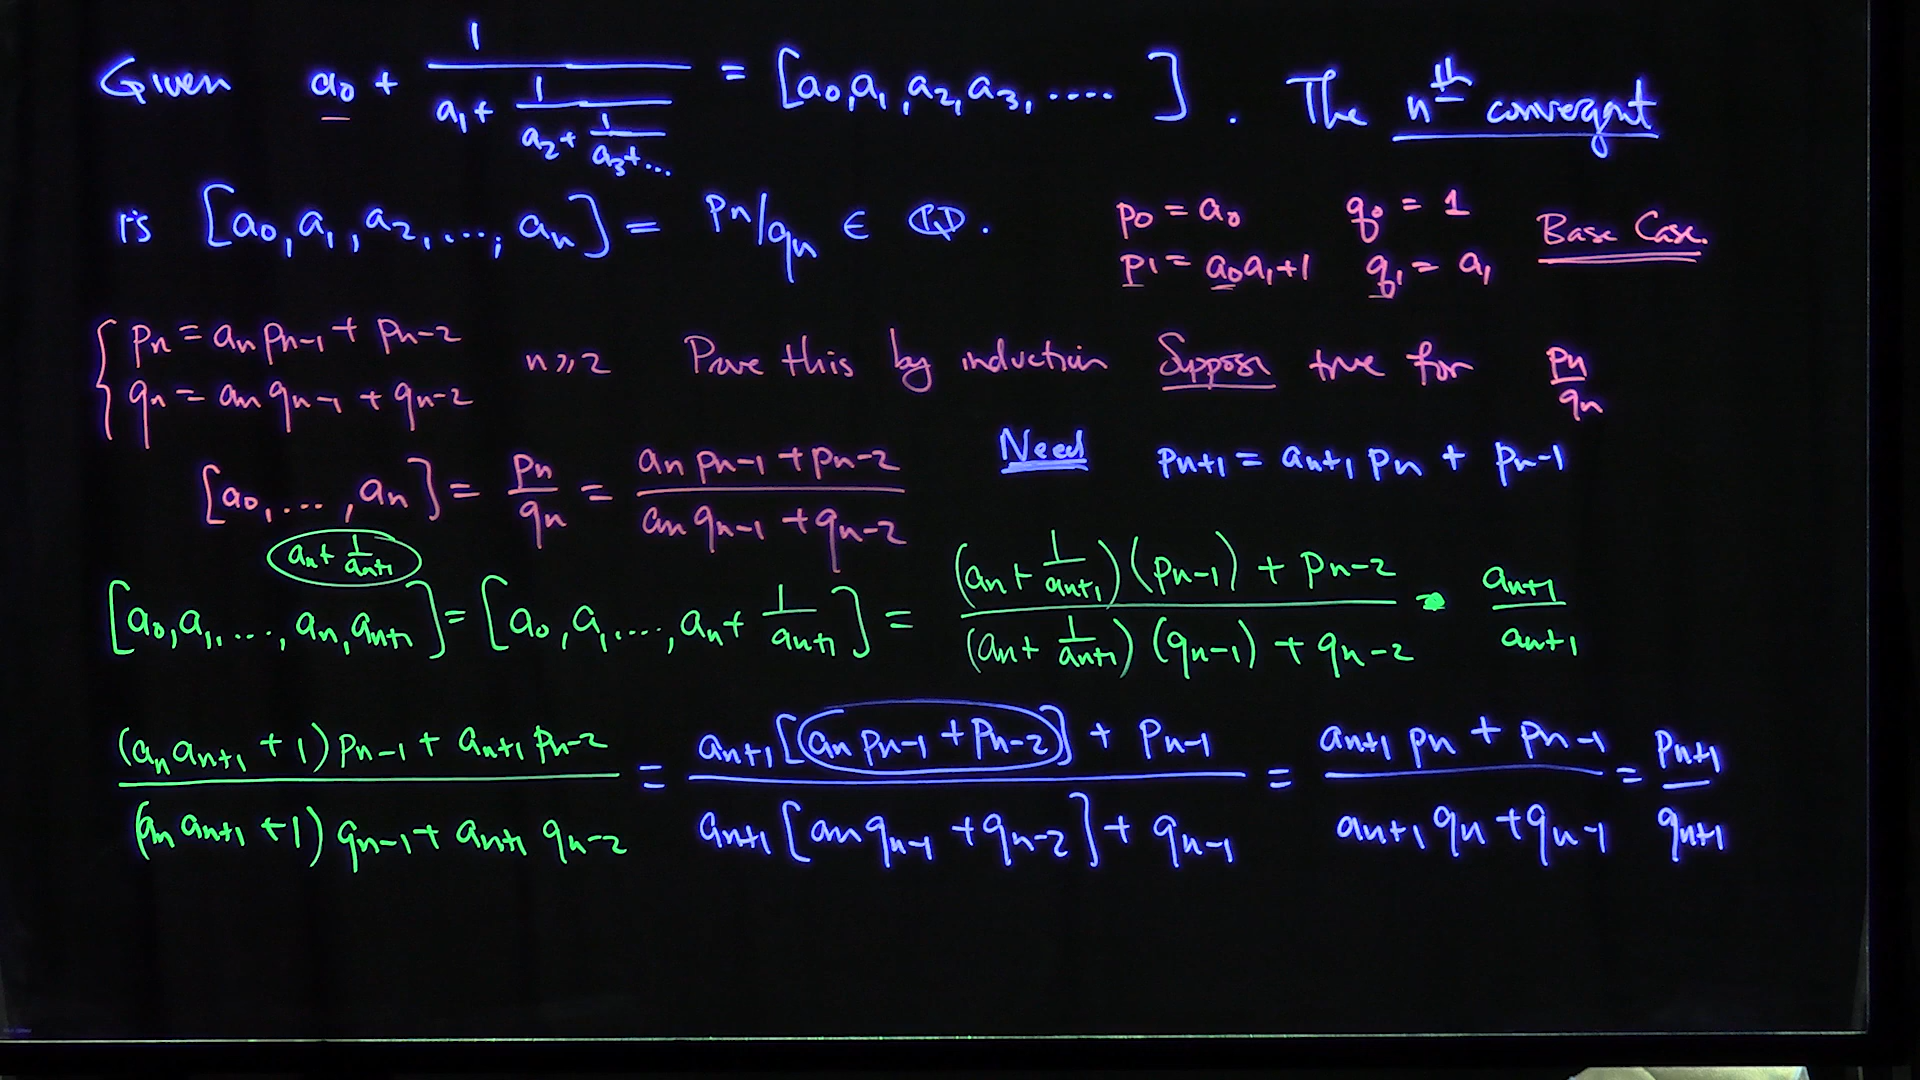 Given a₀ + 1/(a₁ + 1/(a₂ + 1/(a₃ + ...))) = [a₀, a₁, a₂, a₃, .... ]. The nᵗʰ convergent
is [a₀, a₁, a₂, ..., aₙ] = pₙ/qₙ ∈ ℚ.
p₀ = a₀ q₀ = 1 Base Case.
p₁ = a₀a₁+1 q₁ = a₁
{ pₙ = aₙ pₙ₋₁ + pₙ₋₂
qₙ = aₙ qₙ₋₁ + qₙ₋₂
n ⩾ 2 Prove this by induction Suppose true for pₙ/qₙ
[a₀, ..., aₙ] = pₙ/qₙ = (aₙ pₙ₋₁ + pₙ₋₂)/(aₙ qₙ₋₁ + qₙ₋₂)
Need pₙ₊₁ = aₙ₊₁ pₙ + pₙ₋₁
aₙ + 1/aₙ₊₁
[a₀, a₁, ..., aₙ, aₙ₊₁] = [a₀, a₁, ..., aₙ + 1/aₙ₊₁] = ((aₙ + 1/aₙ₊₁)(pₙ₋₁) + pₙ₋₂)/((aₙ + 1/aₙ₊₁)(qₙ₋₁) + qₙ₋₂) · aₙ₊₁/aₙ₊₁
((aₙaₙ₊₁ + 1)pₙ₋₁ + aₙ₊₁ pₙ₋₂)/((aₙaₙ₊₁ + 1)qₙ₋₁ + aₙ₊₁ qₙ₋₂) = (aₙ₊₁[aₙ pₙ₋₁ + pₙ₋₂] + pₙ₋₁)/(aₙ₊₁[aₙ qₙ₋₁ + qₙ₋₂] + qₙ₋₁) = (aₙ₊₁ pₙ + pₙ₋₁)/(aₙ₊₁ qₙ + qₙ₋₁) = pₙ₊₁/qₙ₊₁